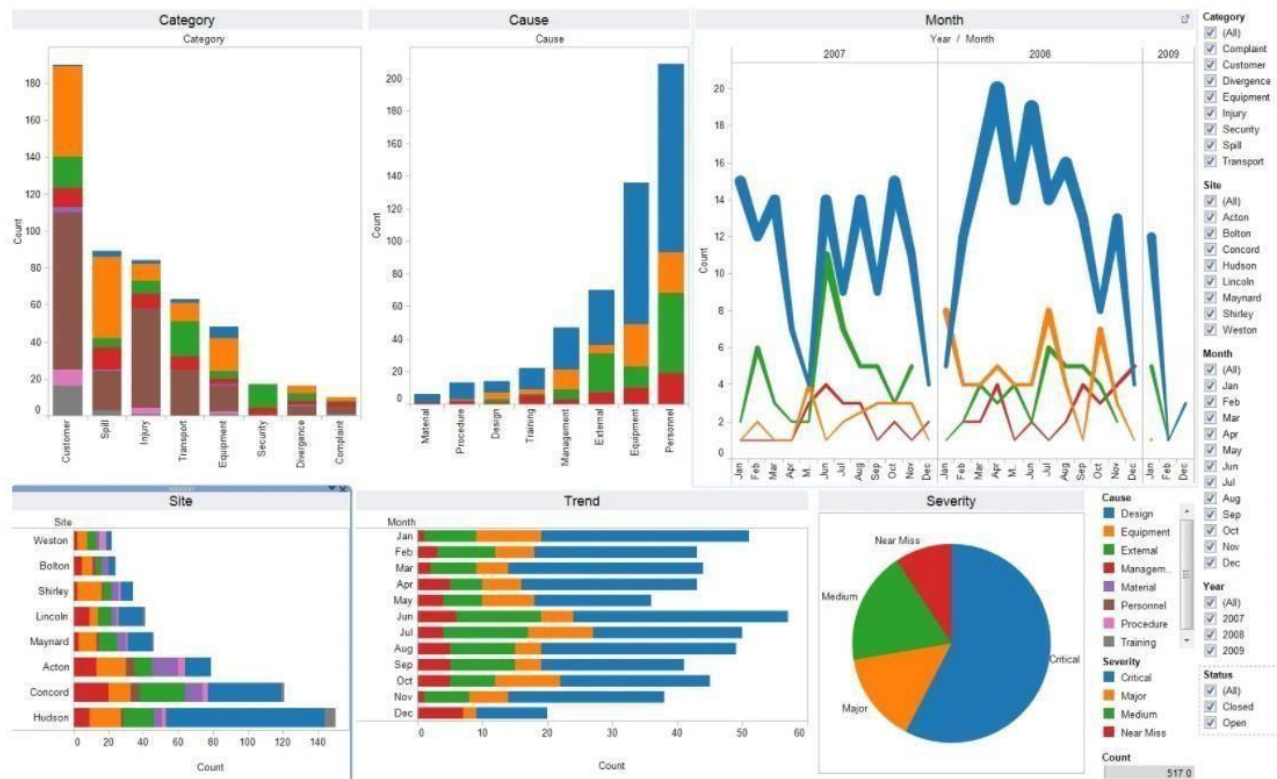 Category
Category
Count
180
160
140
120
100
80
60
40
20
0
Customer
Spill
Injury
Transport
Equipment
Security
Divergence
Complaint
Cause
Cause
Count
200
180
160
140
120
100
80
60
40
20
0
Material
Procedure
Design
Training
Management
External
Equipment
Personnel
Month
Year / Month
2007 2008 2009
Count
20
18
16
14
12
10
8
6
4
2
0
Jan Feb Mar Apr M.. Jun Jul Aug Sep Oct Nov Dec Jan Feb Mar Apr M.. Jun Jul Aug Sep Oct Nov Dec Jan Feb Dec
Category
(All)
Complaint
Customer
Divergence
Equipment
Injury
Security
Spill
Transport
Site
(All)
Acton
Bolton
Concord
Hudson
Lincoln
Maynard
Shirley
Weston
Month
(All)
Jan
Feb
Mar
Apr
May
Jun
Jul
Aug
Sep
Oct
Nov
Dec
Year
(All)
2007
2008
2009
Status
(All)
Closed
Open
Site
Site
Weston
Bolton
Shirley
Lincoln
Maynard
Acton
Concord
Hudson
0 20 40 60 80 100 120 140
Count
Trend
Month
Jan
Feb
Mar
Apr
May
Jun
Jul
Aug
Sep
Oct
Nov
Dec
0 10 20 30 40 50 60
Count
Severity
Near Miss
Medium
Major
Critical
Cause
Design
Equipment
External
Managem..
Material
Personnel
Procedure
Training
Severity
Critical
Major
Medium
Near Miss
Count
517.0